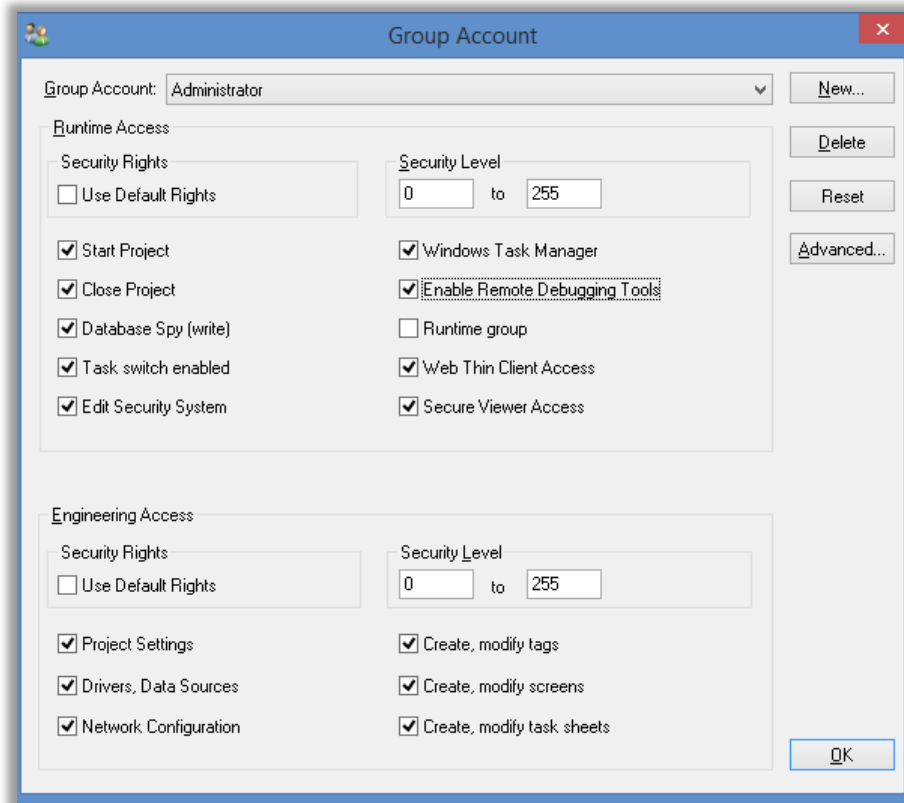 Group Account
Group Account: Administrator
New...
Runtime Access
Delete
Security Rights
Security Level
Use Default Rights
0 to 255
Reset
Start Project
Windows Task Manager
Advanced...
Close Project
Enable Remote Debugging Tools
Database Spy (write)
Runtime group
Task switch enabled
Web Thin Client Access
Edit Security System
Secure Viewer Access
Engineering Access
Security Rights
Security Level
Use Default Rights
0 to 255
Project Settings
Create, modify tags
Drivers, Data Sources
Create, modify screens
Network Configuration
Create, modify task sheets
OK